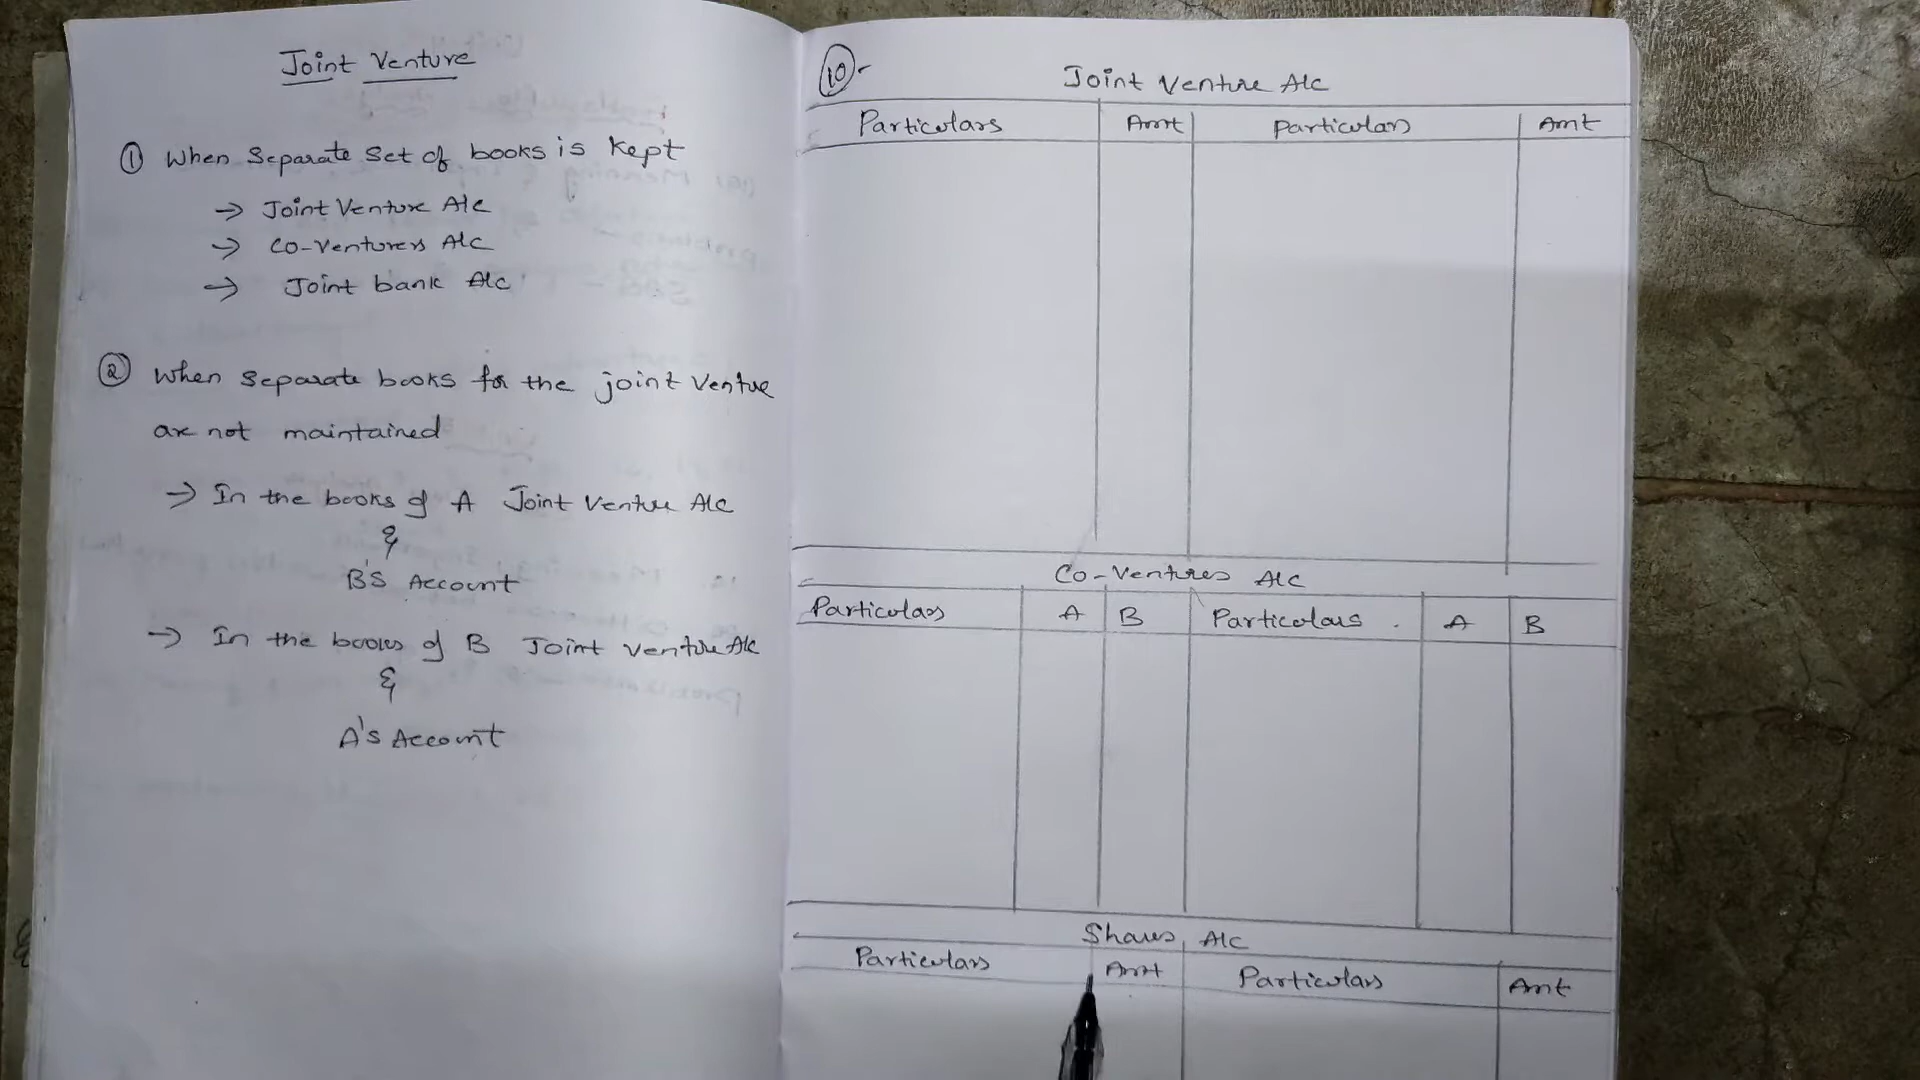 Joint Venture
① When Separate Set of books is Kept
→ Joint Venture A/c
→ Co-Venturers A/c
→ Joint bank A/c
② When Separate books for the joint Ventue
are not maintained
→ In the books of A Joint Venture A/c
&
B's Account
→ In the books of B Joint Venture A/c
&
A's Account
⑩-
Joint Venture A/c
Particulars Amt Particulars Amt
Co-Ventures A/c
Particulars A B Particulars . A B
Shares A/c
Particulars Amt Particulars Amt